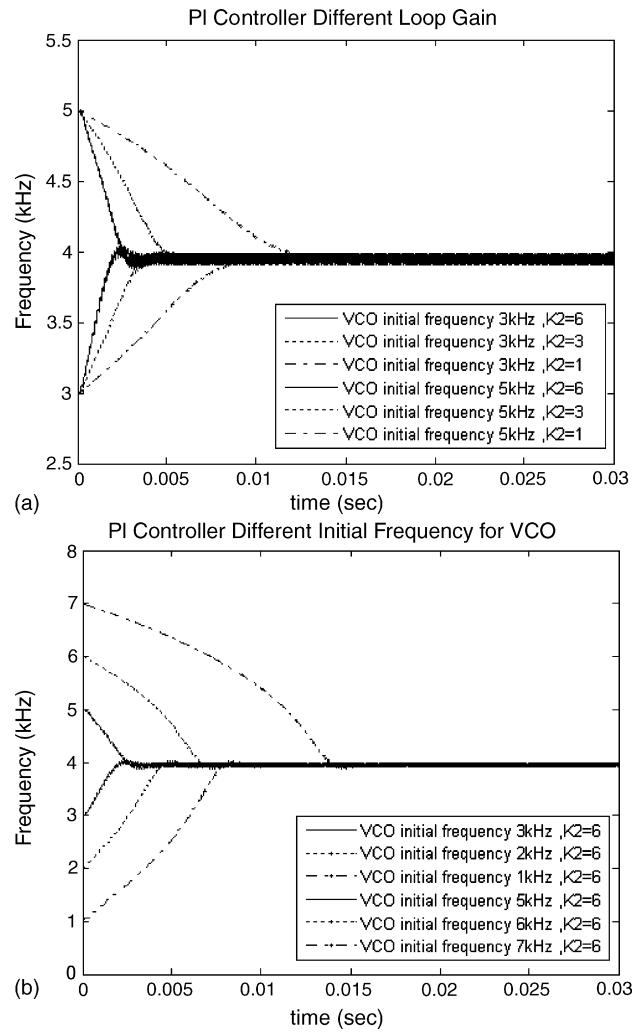 PI Controller Different Loop Gain
5.5
5
4.5
4
3.5
3
2.5
Frequency (kHz)
VCO initial frequency 3kHz ,K2=6
VCO initial frequency 3kHz ,K2=3
VCO initial frequency 3kHz ,K2=1
VCO initial frequency 5kHz ,K2=6
VCO initial frequency 5kHz ,K2=3
VCO initial frequency 5kHz ,K2=1
0 0.005 0.01 0.015 0.02 0.025 0.03
(a)
time (sec)
PI Controller Different Initial Frequency for VCO
8
7
6
5
4
3
2
1
0
Frequency (kHz)
VCO initial frequency 3kHz ,K2=6
VCO initial frequency 2kHz ,K2=6
VCO initial frequency 1kHz ,K2=6
VCO initial frequency 5kHz ,K2=6
VCO initial frequency 6kHz ,K2=6
VCO initial frequency 7kHz ,K2=6
0 0.005 0.01 0.015 0.02 0.025 0.03
(b)
time (sec)